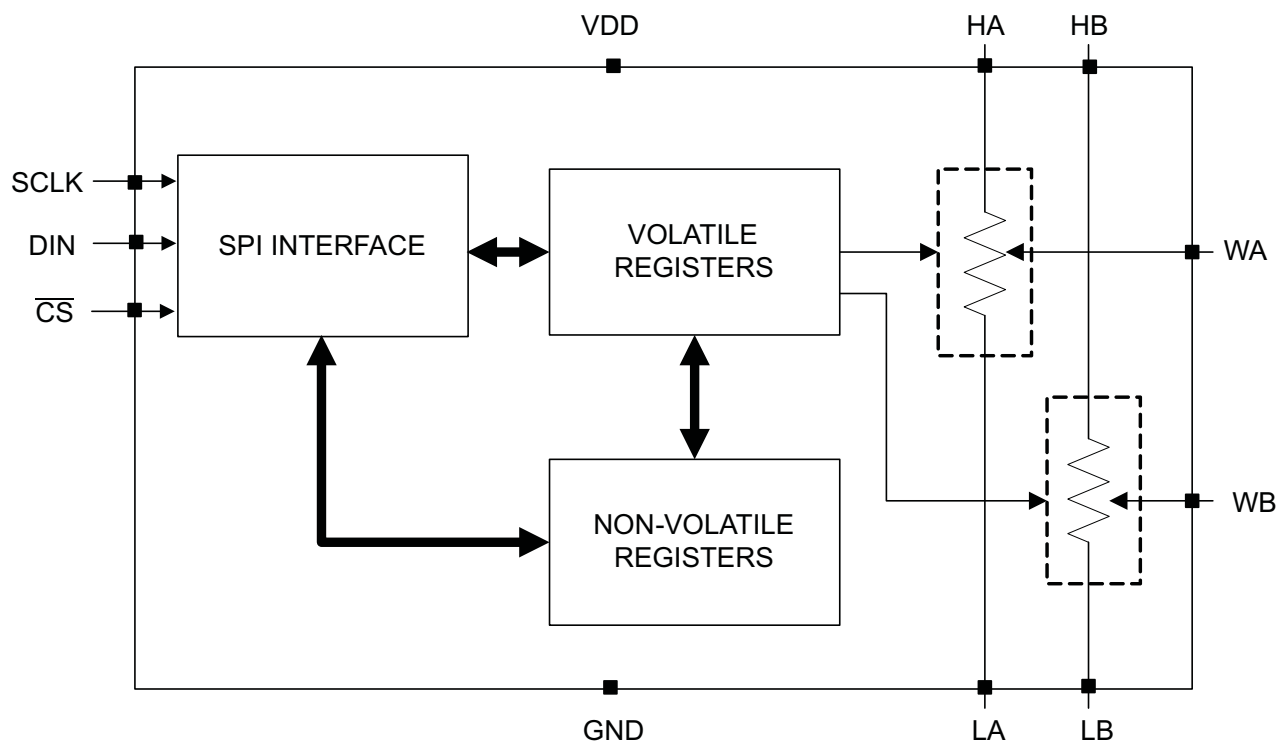 VDD
HA
HB
SCLK
DIN
CS
SPI INTERFACE
VOLATILE
REGISTERS
WA
NON-VOLATILE
REGISTERS
WB
GND
LA
LB